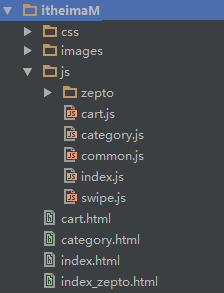 itheimaM
css
images
js
zepto
cart.js
category.js
common.js
index.js
swipe.js
cart.html
category.html
index.html
index_zepto.html